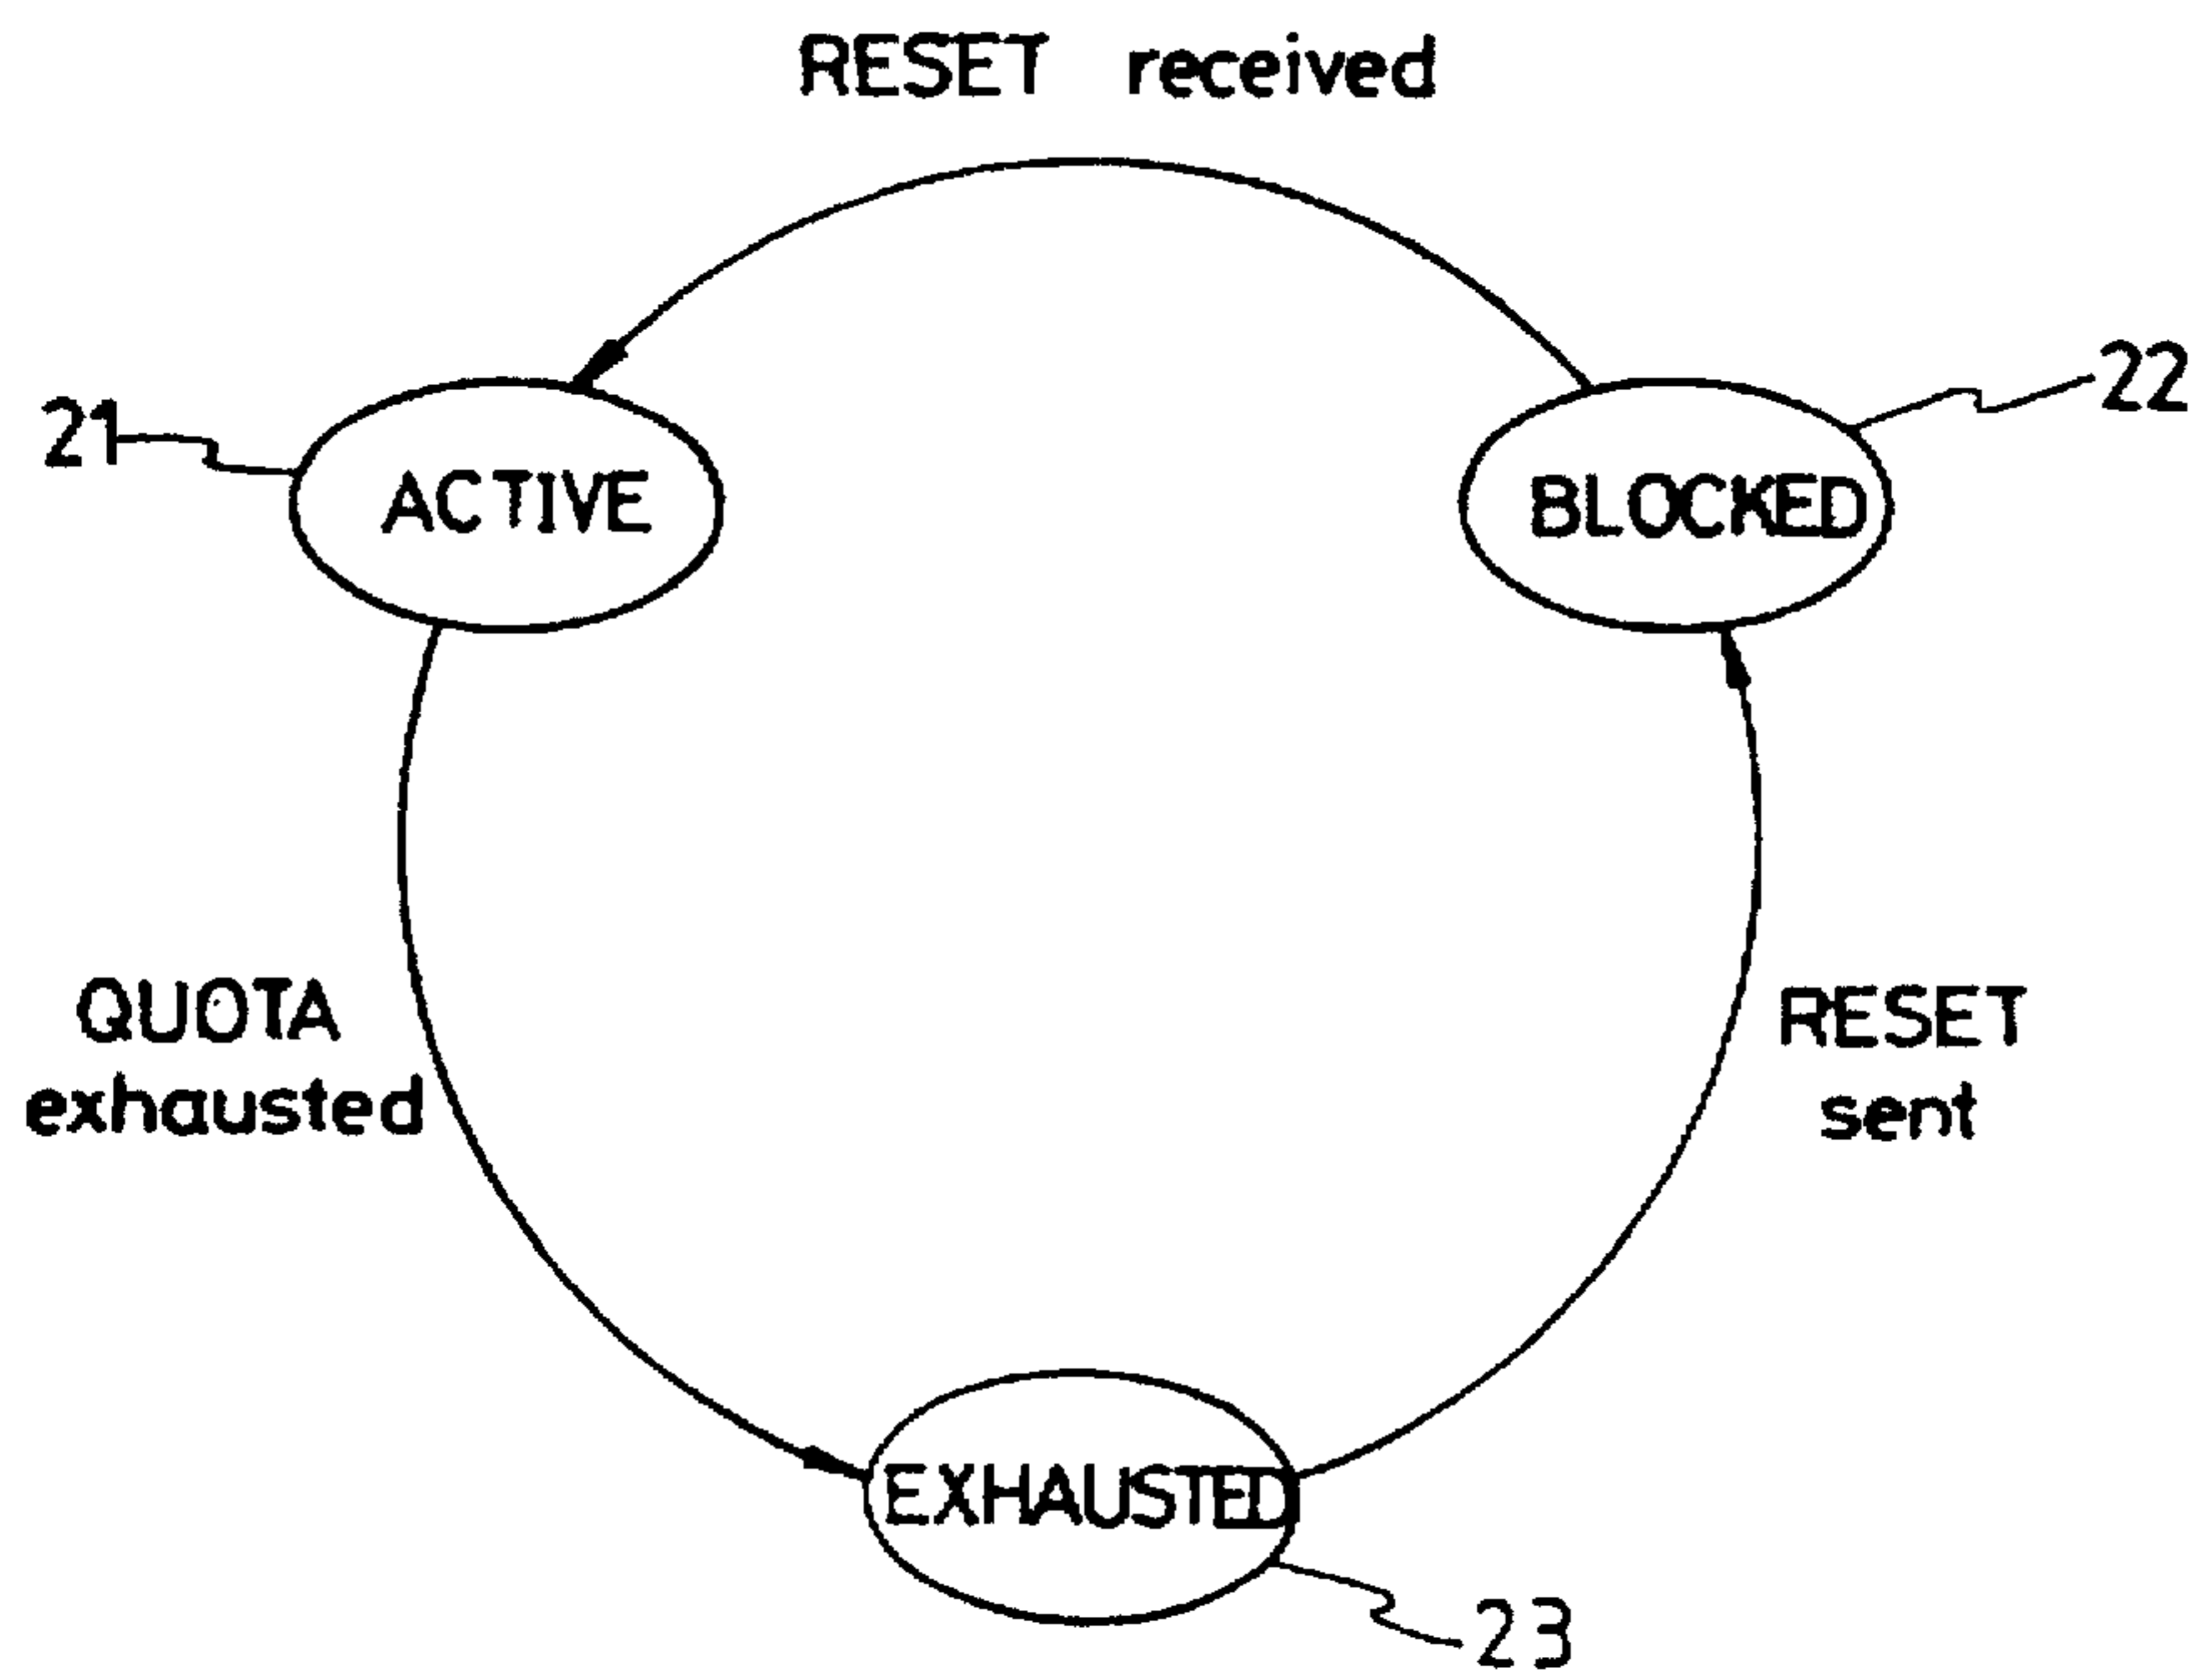 RESET received
21
ACTIVE
22
BLOCKED
QUOTA
exhausted
RESET
sent
EXHAUSTED
23